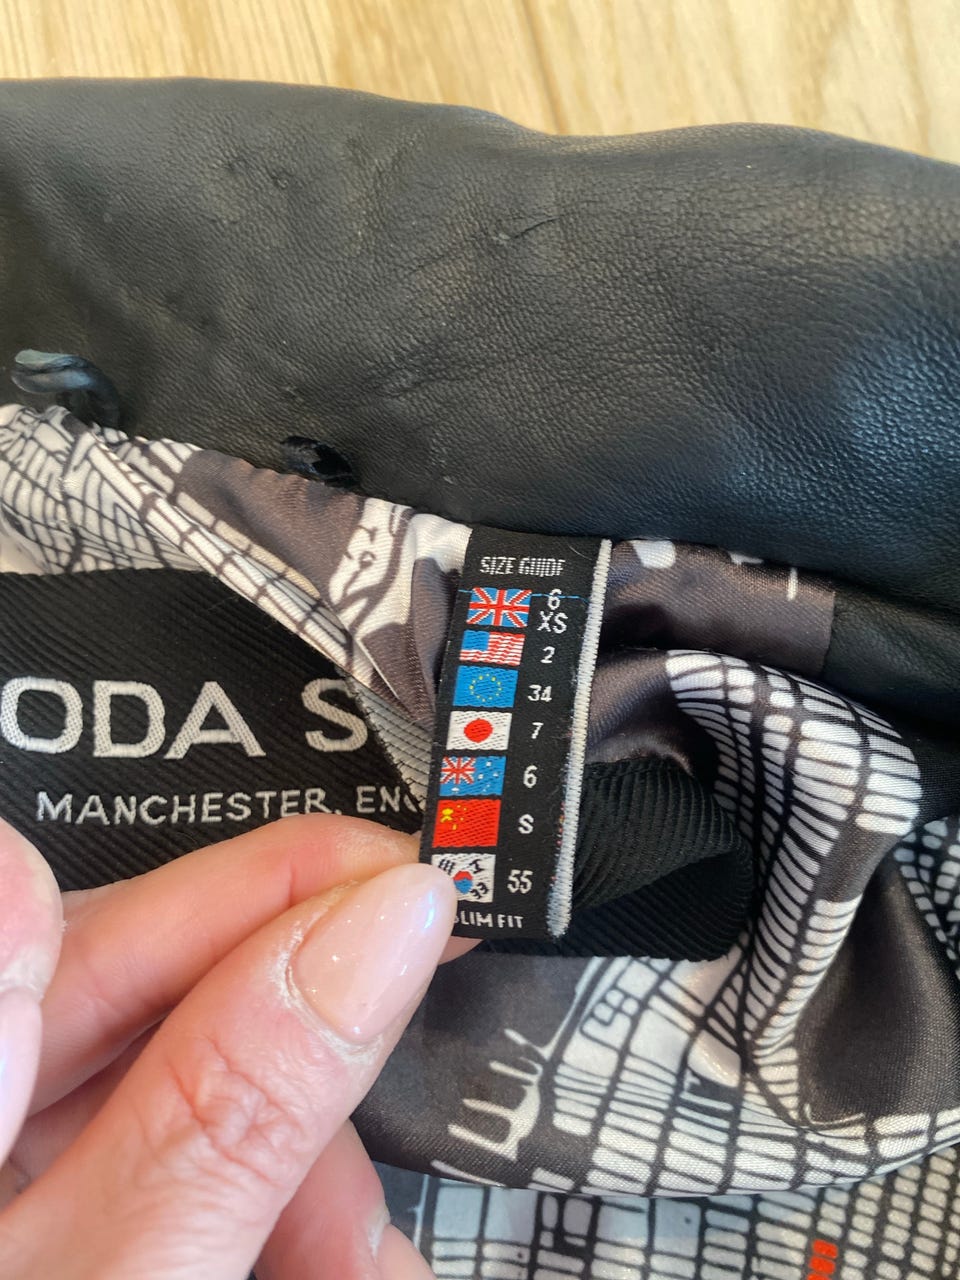 SIZE GUIDE
6
XS
2
34
7
6
S
55
SLIM FIT
ODA S
MANCHESTER, ENG